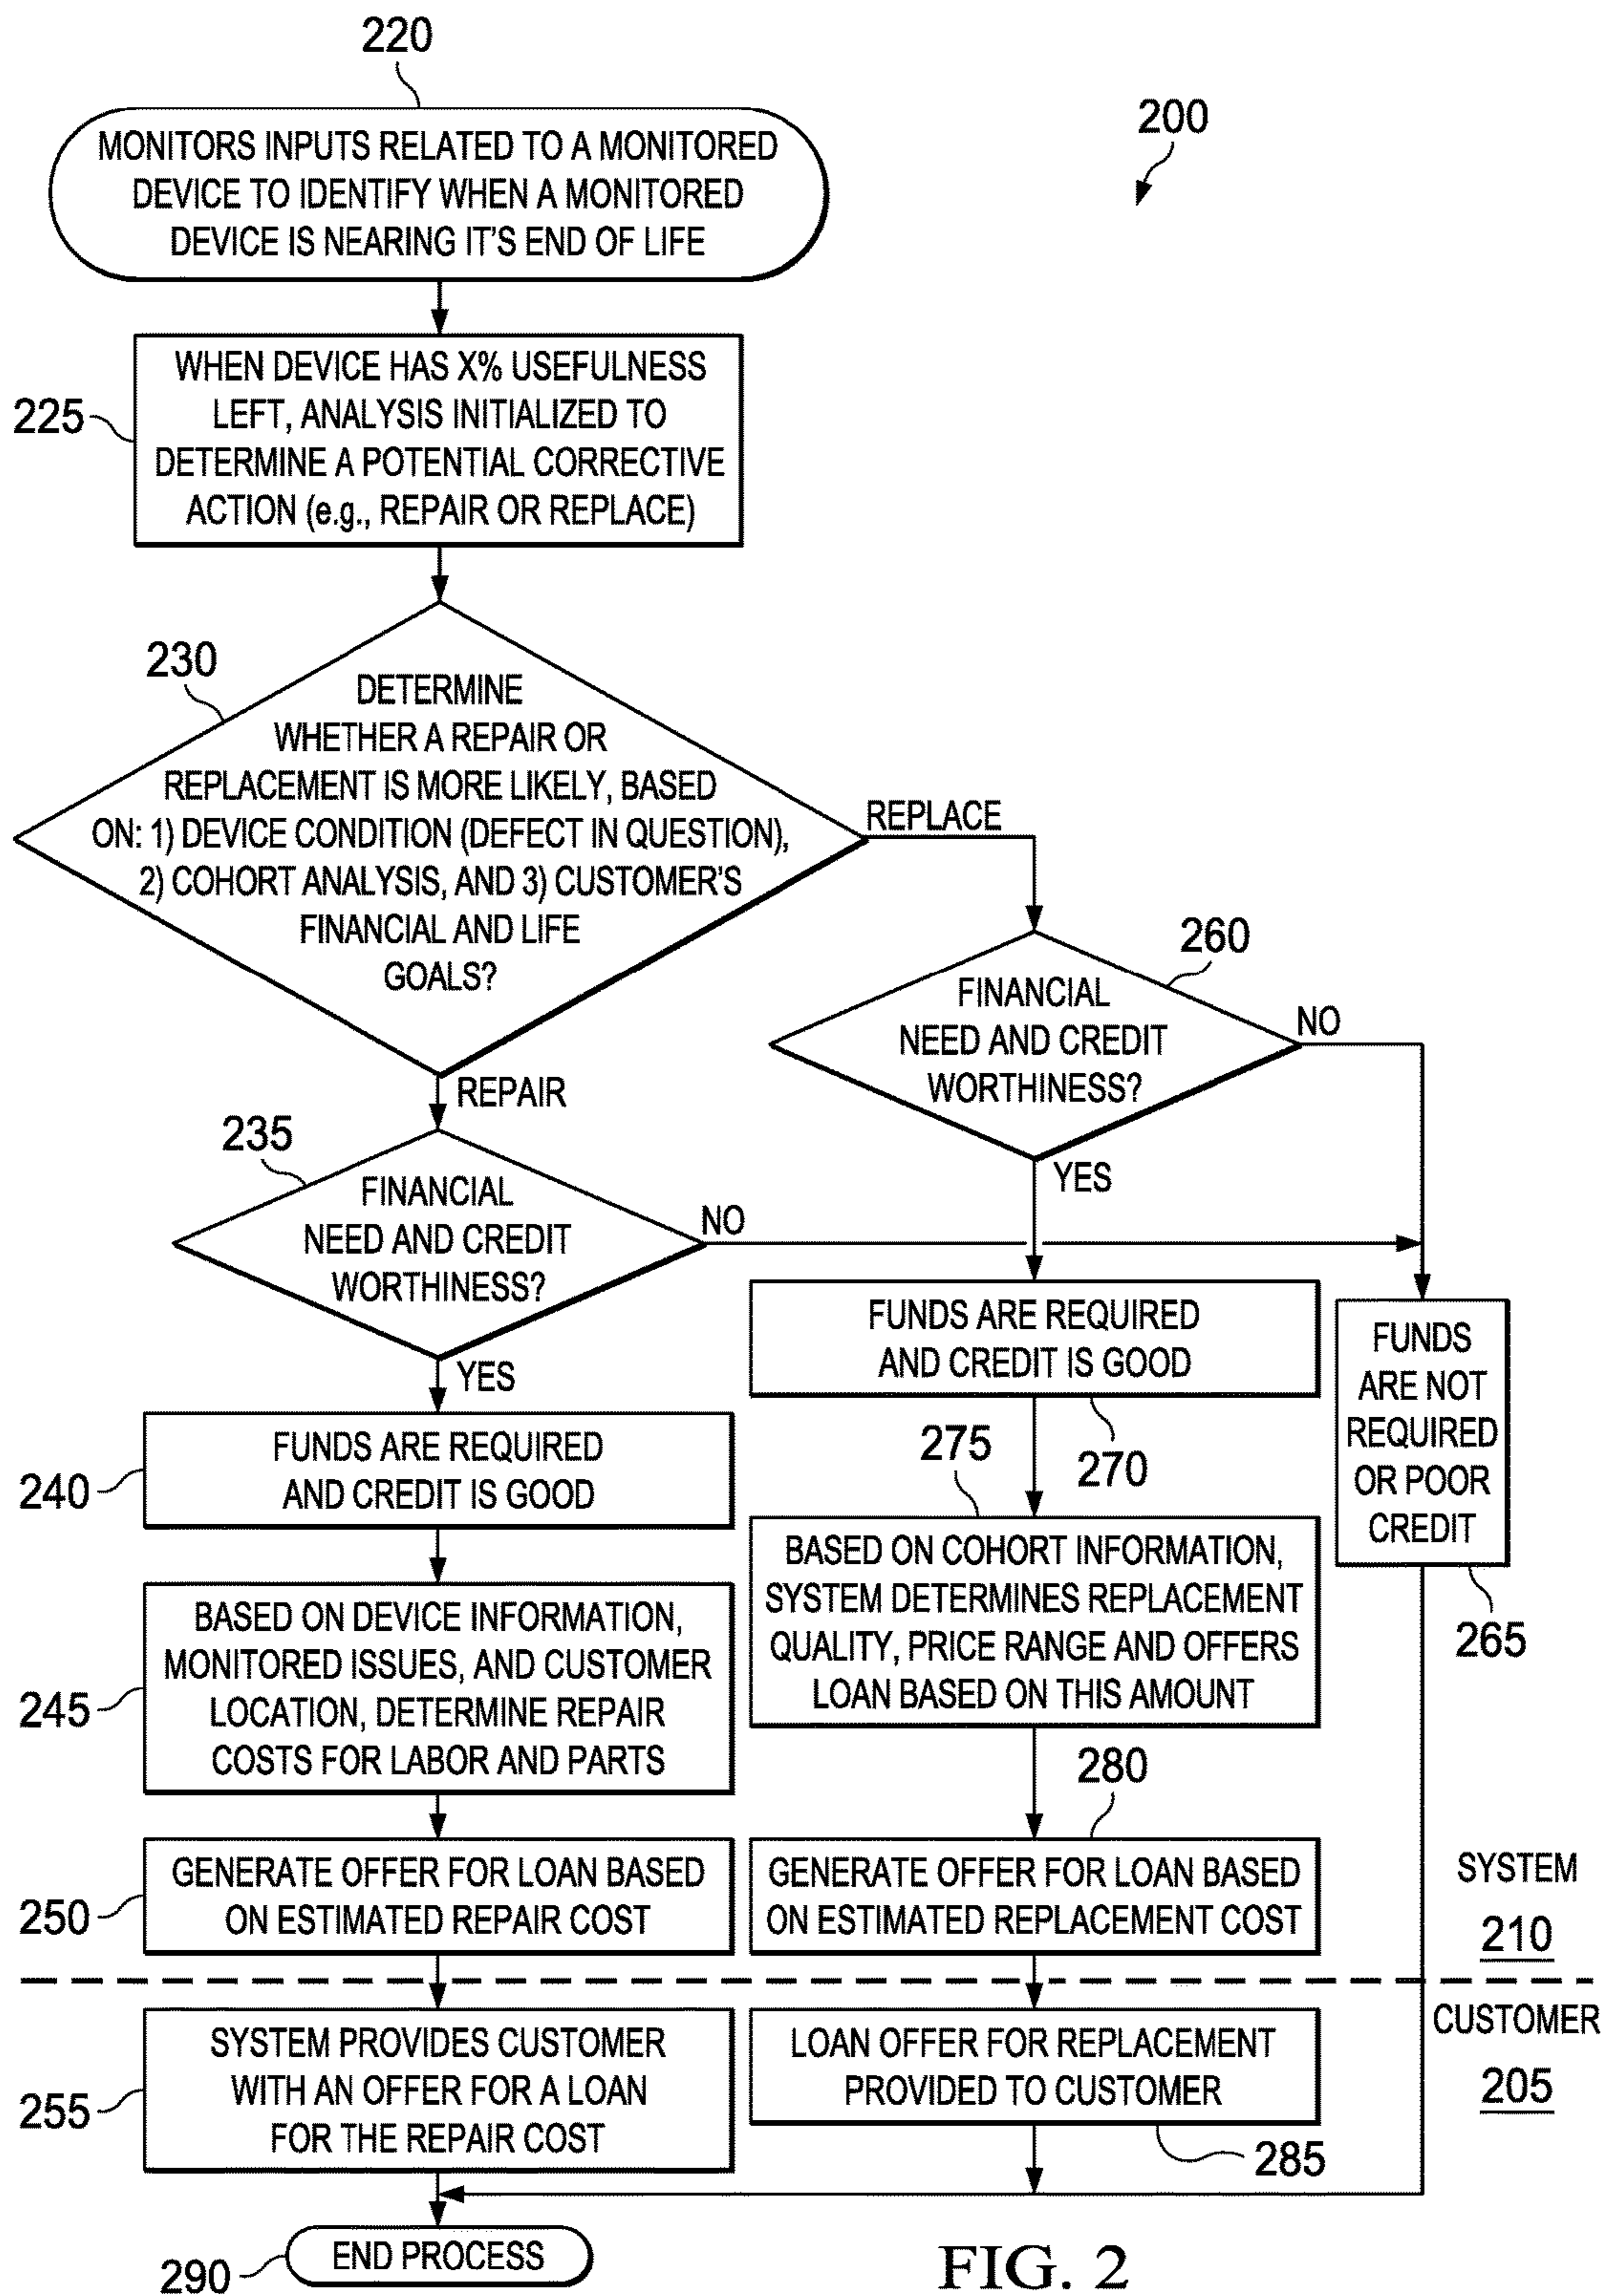 220
200
MONITORS INPUTS RELATED TO A MONITORED
DEVICE TO IDENTIFY WHEN A MONITORED
DEVICE IS NEARING IT'S END OF LIFE
225
WHEN DEVICE HAS X% USEFULNESS
LEFT, ANALYSIS INITIALIZED TO
DETERMINE A POTENTIAL CORRECTIVE
ACTION (e.g., REPAIR OR REPLACE)
230
DETERMINE
WHETHER A REPAIR OR
REPLACEMENT IS MORE LIKELY, BASED
ON: 1) DEVICE CONDITION (DEFECT IN QUESTION),
2) COHORT ANALYSIS, AND 3) CUSTOMER'S
FINANCIAL AND LIFE
GOALS?
REPLACE
REPAIR
260
FINANCIAL
NEED AND CREDIT
WORTHINESS?
NO
YES
235
FINANCIAL
NEED AND CREDIT
WORTHINESS?
NO
YES
240
FUNDS ARE REQUIRED
AND CREDIT IS GOOD
245
BASED ON DEVICE INFORMATION,
MONITORED ISSUES, AND CUSTOMER
LOCATION, DETERMINE REPAIR
COSTS FOR LABOR AND PARTS
250
GENERATE OFFER FOR LOAN BASED
ON ESTIMATED REPAIR COST
255
SYSTEM PROVIDES CUSTOMER
WITH AN OFFER FOR A LOAN
FOR THE REPAIR COST
FUNDS ARE REQUIRED
AND CREDIT IS GOOD
270
275
BASED ON COHORT INFORMATION,
SYSTEM DETERMINES REPLACEMENT
QUALITY, PRICE RANGE AND OFFERS
LOAN BASED ON THIS AMOUNT
280
GENERATE OFFER FOR LOAN BASED
ON ESTIMATED REPLACEMENT COST
LOAN OFFER FOR REPLACEMENT
PROVIDED TO CUSTOMER
285
FUNDS
ARE NOT
REQUIRED
OR POOR
CREDIT
265
SYSTEM
210
CUSTOMER
205
290
END PROCESS
FIG. 2